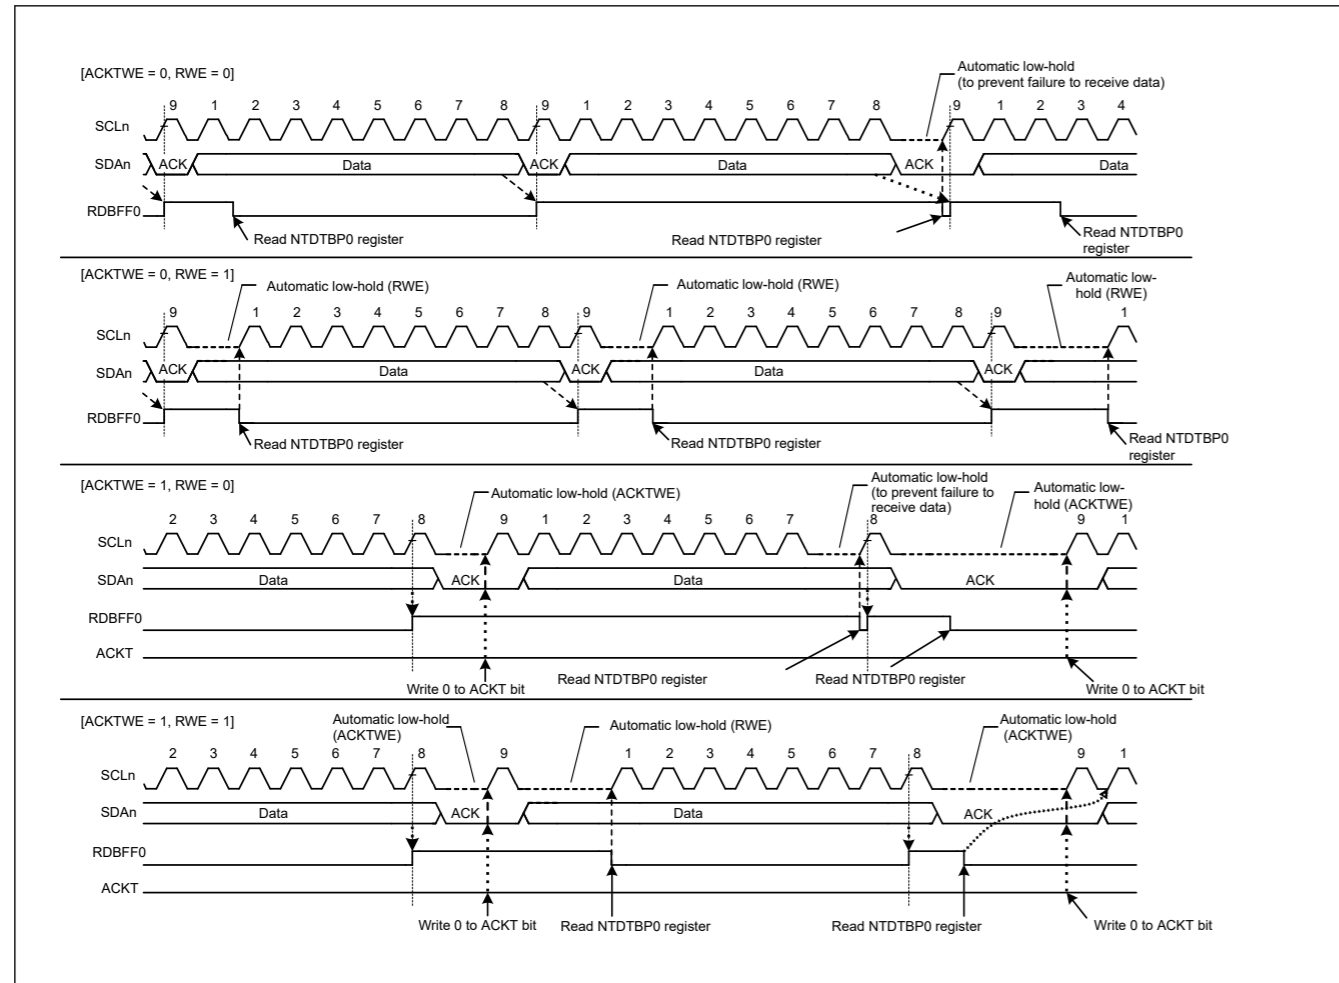 [ACKTWE = 0, RWE = 0]
Automatic low-hold
(to prevent failure to receive data)
9 1 2 3 4 5 6 7 8 9 1 2 3 4 5 6 7 8 9 1 2 3 4
SCLn
SDAn ACK Data ACK Data ACK Data
RDBFF0
Read NTDTBP0 register Read NTDTBP0 register Read NTDTBP0
register
[ACKTWE = 0, RWE = 1]
Automatic low-hold (RWE) Automatic low-hold (RWE) Automatic low-
hold (RWE)
9 1 2 3 4 5 6 7 8 9 1 2 3 4 5 6 7 8 9 1
SCLn
SDAn ACK Data ACK Data ACK
RDBFF0
Read NTDTBP0 register Read NTDTBP0 register Read NTDTBP0
register
[ACKTWE = 1, RWE = 0]
Automatic low-hold (ACKTWE)
Automatic low-hold
(to prevent failure to
receive data)
Automatic low-
hold (ACKTWE)
2 3 4 5 6 7 8 9 1 2 3 4 5 6 7 8 9 1
SCLn
SDAn Data ACK Data ACK
RDBFF0
ACKT
Read NTDTBP0 register Read NTDTBP0 register
Write 0 to ACKT bit Write 0 to ACKT bit
[ACKTWE = 1, RWE = 1]
Automatic low-hold
(ACKTWE)
Automatic low-hold (RWE)
Automatic low-hold
(ACKTWE)
2 3 4 5 6 7 8 9 1 2 3 4 5 6 7 8 9 1
SCLn
SDAn Data ACK Data ACK
RDBFF0
ACKT
Write 0 to ACKT bit Read NTDTBP0 register Read NTDTBP0 register Write 0 to ACKT bit